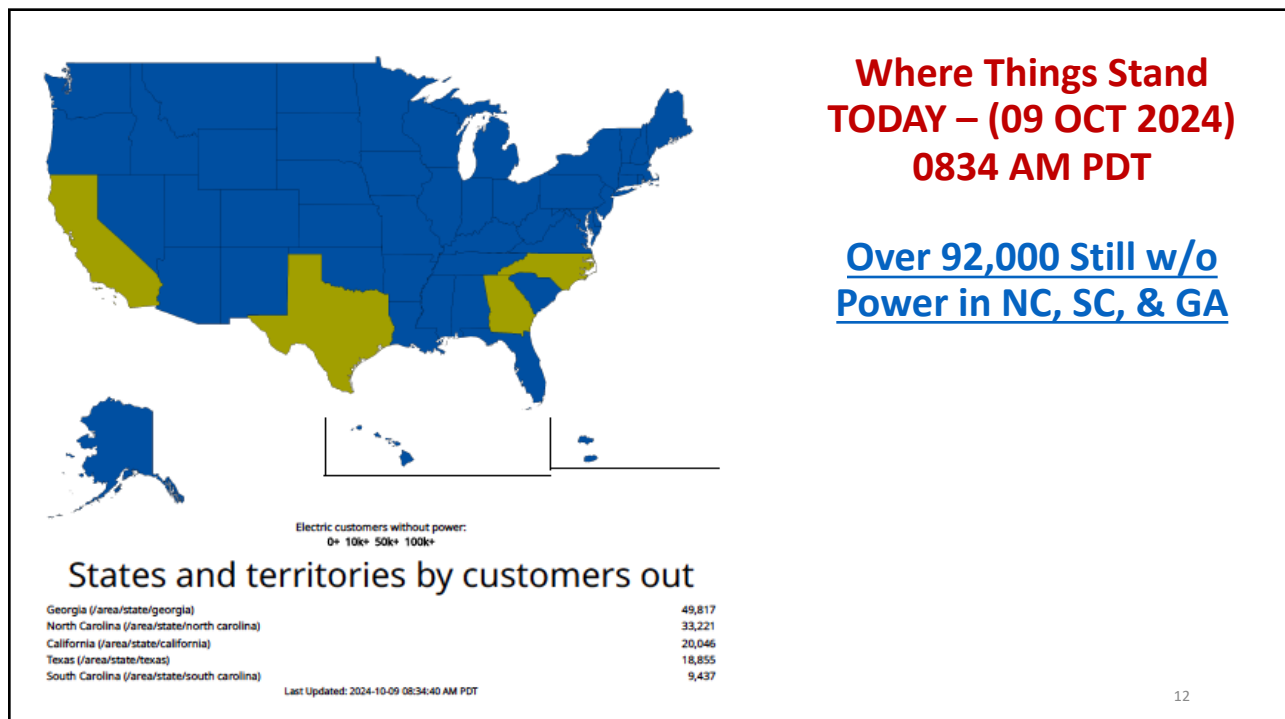 Where Things Stand
TODAY – (09 OCT 2024)
0834 AM PDT
Over 92,000 Still w/o
Power in NC, SC, & GA
Electric customers without power:
0+ 10k+ 50k+ 100k+
States and territories by customers out
Georgia (/area/state/georgia) 49,817
North Carolina (/area/state/north carolina) 33,221
California (/area/state/california) 20,046
Texas (/area/state/texas) 18,855
South Carolina (/area/state/south carolina) 9,437
Last Updated: 2024-10-09 08:34:40 AM PDT
12